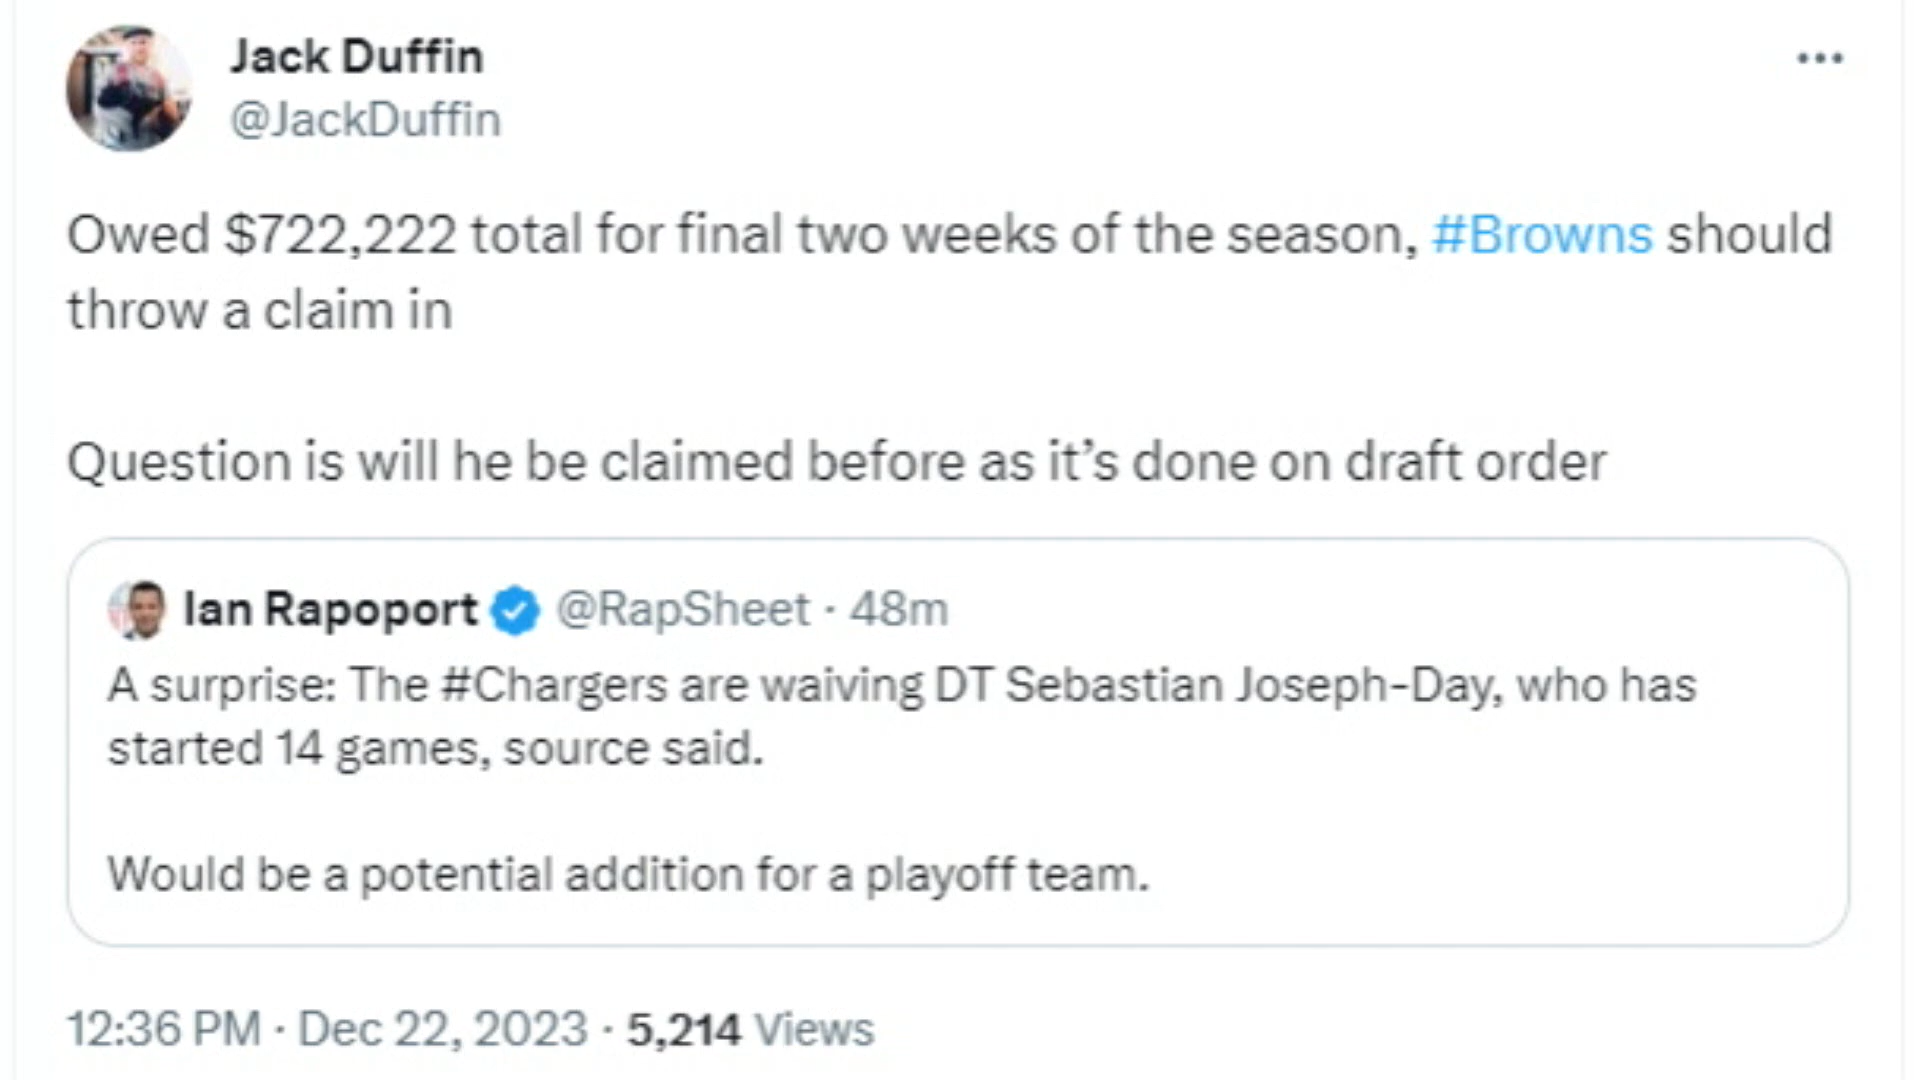 Jack Duffin
@JackDuffin
Owed $722,222 total for final two weeks of the season, #Browns should
throw a claim in
Question is will he be claimed before as it’s done on draft order
Ian Rapoport @RapSheet · 48m
A surprise: The #Chargers are waiving DT Sebastian Joseph-Day, who has
started 14 games, source said.
Would be a potential addition for a playoff team.
12:36 PM · Dec 22, 2023 · 5,214 Views